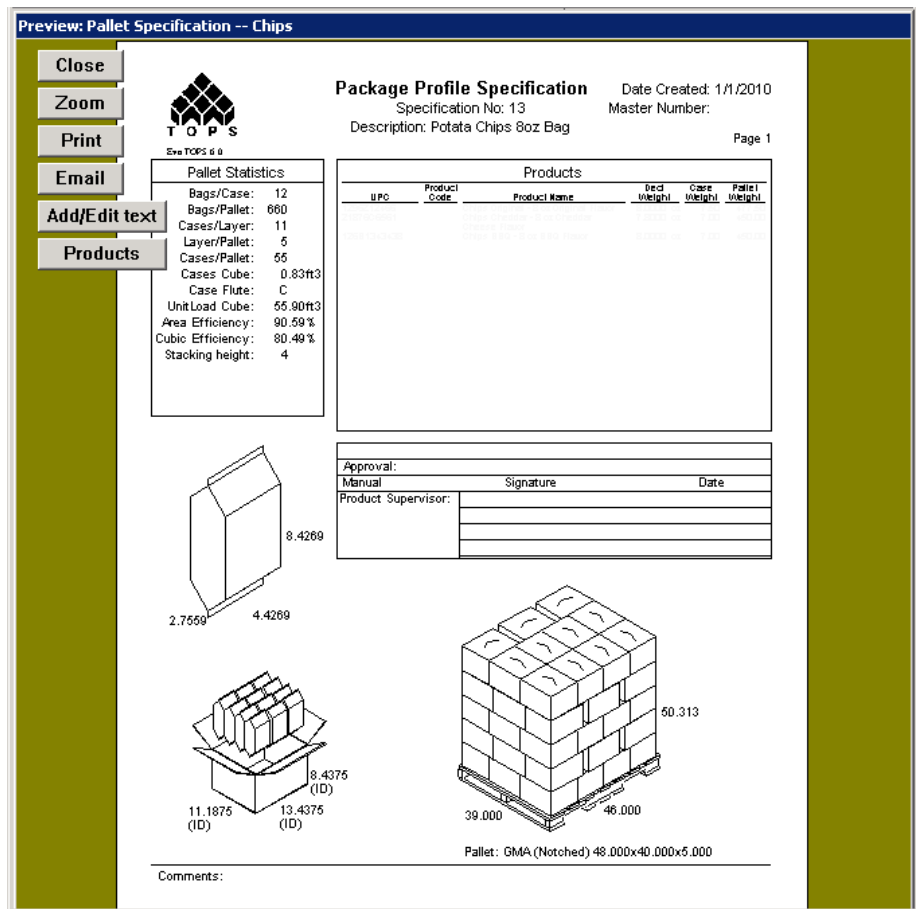 Preview: Pallet Specification -- Chips
Close
Zoom
Print
Email
Add/Edit text
Products
TOPS
Eva TOPS 6.0
Package Profile Specification
Specification No: 13
Description: Potata Chips 8oz Bag
Date Created: 1/1/2010
Master Number:
Page 1
Pallet Statistics
Bags/Case: 12
Bags/Pallet: 660
Cases/Layer: 11
Layer/Pallet: 5
Cases/Pallet: 55
Cases Cube: 0.83ft3
Case Flute: C
UnitLoad Cube: 55.90ft3
Area Efficiency: 90.59%
Cubic Efficiency: 80.49%
Stacking height: 4
Products
UPC Product Code Product Name Decl Weight Case Weight Pallet Weight
Approval:
Manual Signature Date
Product Supervisor:
8.4269
2.7559 4.4269
8.4375
(ID)
11.1875
(ID)
13.4375
(ID)
50.313
39.000 46.000
Pallet: GMA (Notched) 48.000x40.000x5.000
Comments: